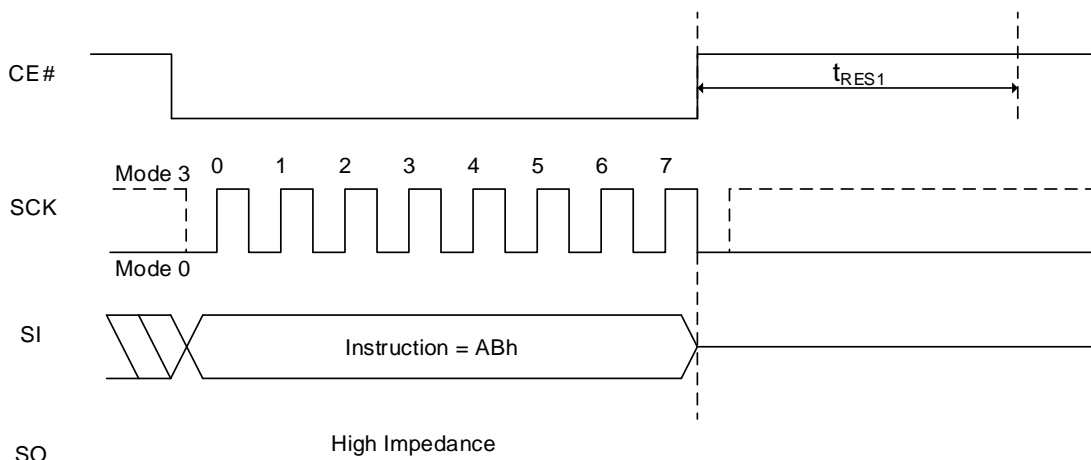 CE#
tRES1
Mode 3
0 1 2 3 4 5 6 7
SCK
Mode 0
SI
Instruction = ABh
High Impedance
SO